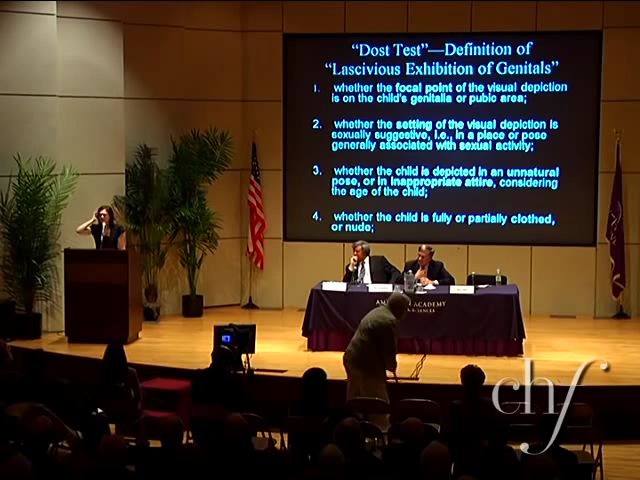 "Dost Test"—Definition of
"Lascivious Exhibition of Genitals"
1. whether the focal point of the visual depiction
is on the child's genitalia or pubic area;
2. whether the setting of the visual depiction is
sexually suggestive, i.e., in a place or pose
generally associated with sexual activity;
3. whether the child is depicted in an unnatural
pose, or in inappropriate attire, considering
the age of the child;
4. whether the child is fully or partially clothed,
or nude;
ACADEMY
chf